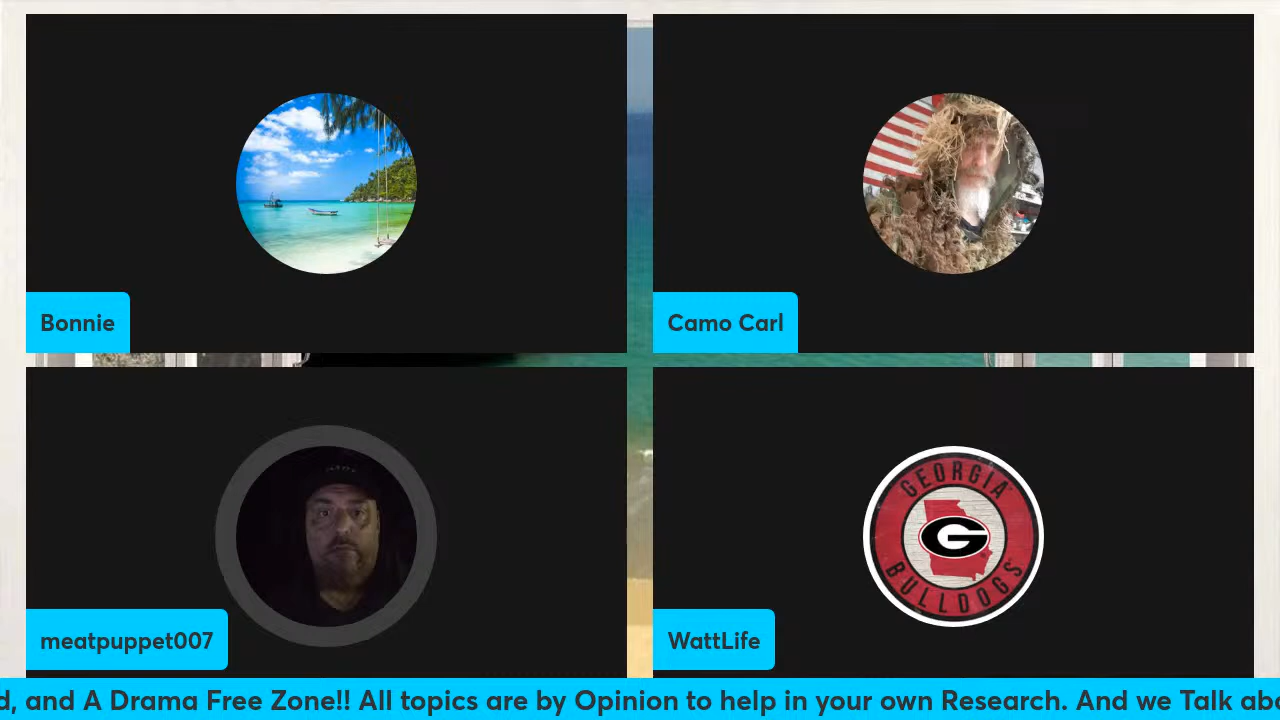 Bonnie
Camo Carl
meatpuppet007
GEORGIA
G
BULLDOGS
WattLife
d, and A Drama Free Zone!! All topics are by Opinion to help in your own Research. And we Talk abo